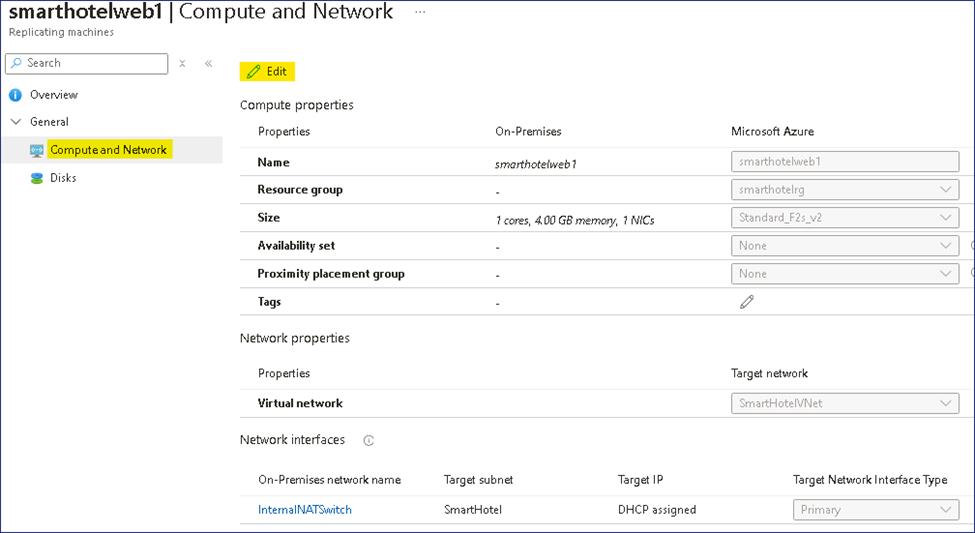 smarthotelweb1 | Compute and Network ...
Replicating machines
Search
Edit
Overview
General
Compute and Network
Disks
Compute properties
Properties On-Premises Microsoft Azure
Name smarthotelweb1 smarthotelweb1
Resource group - smarthotelrg
Size 1 cores, 4.00 GB memory, 1 NICs Standard_F2s_v2
Availability set - None
Proximity placement group - None
Tags -
Network properties
Properties Target network
Virtual network SmartHotelVNet
Network interfaces
On-Premises network name Target subnet Target IP Target Network Interface Type
InternalNATSwitch SmartHotel DHCP assigned Primary